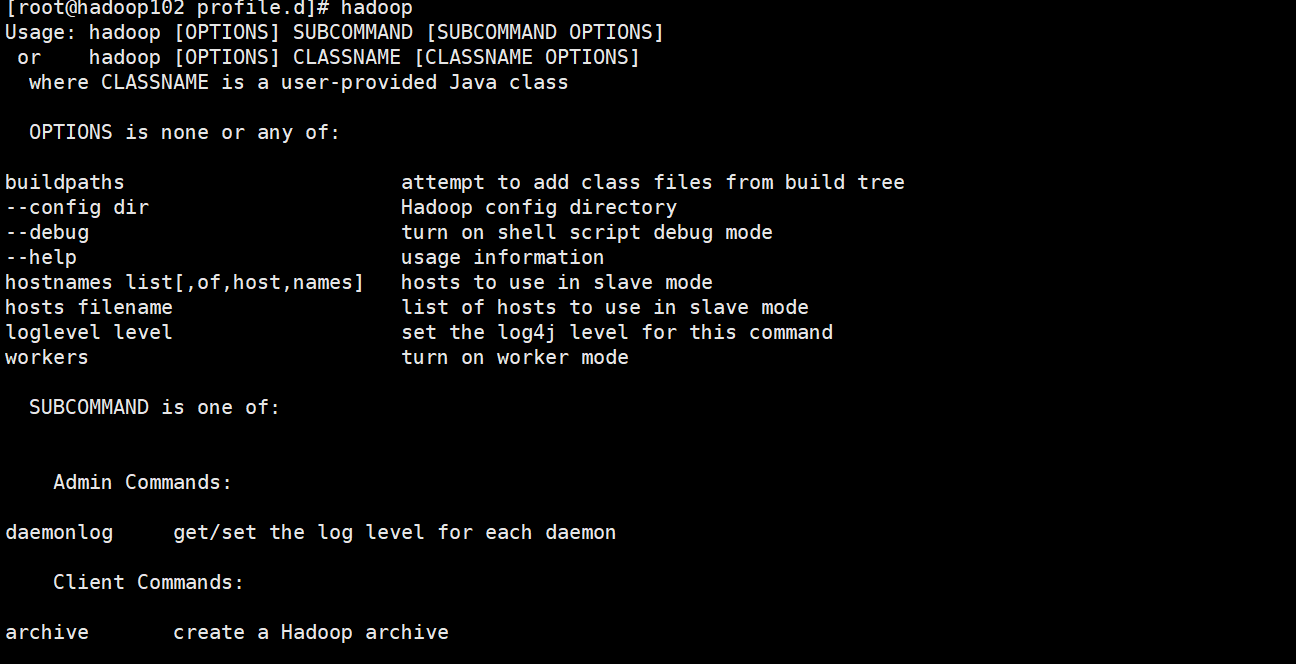 [root@hadoop102 profile.d]# hadoop
Usage: hadoop [OPTIONS] SUBCOMMAND [SUBCOMMAND OPTIONS]
 or    hadoop [OPTIONS] CLASSNAME [CLASSNAME OPTIONS]
  where CLASSNAME is a user-provided Java class
  OPTIONS is none or any of:
buildpaths                       attempt to add class files from build tree
--config dir                     Hadoop config directory
--debug                          turn on shell script debug mode
--help                           usage information
hostnames list[,of,host,names]   hosts to use in slave mode
hosts filename                   list of hosts to use in slave mode
loglevel level                   set the log4j level for this command
workers                          turn on worker mode
  SUBCOMMAND is one of:
    Admin Commands:
daemonlog     get/set the log level for each daemon
    Client Commands:
archive       create a Hadoop archive